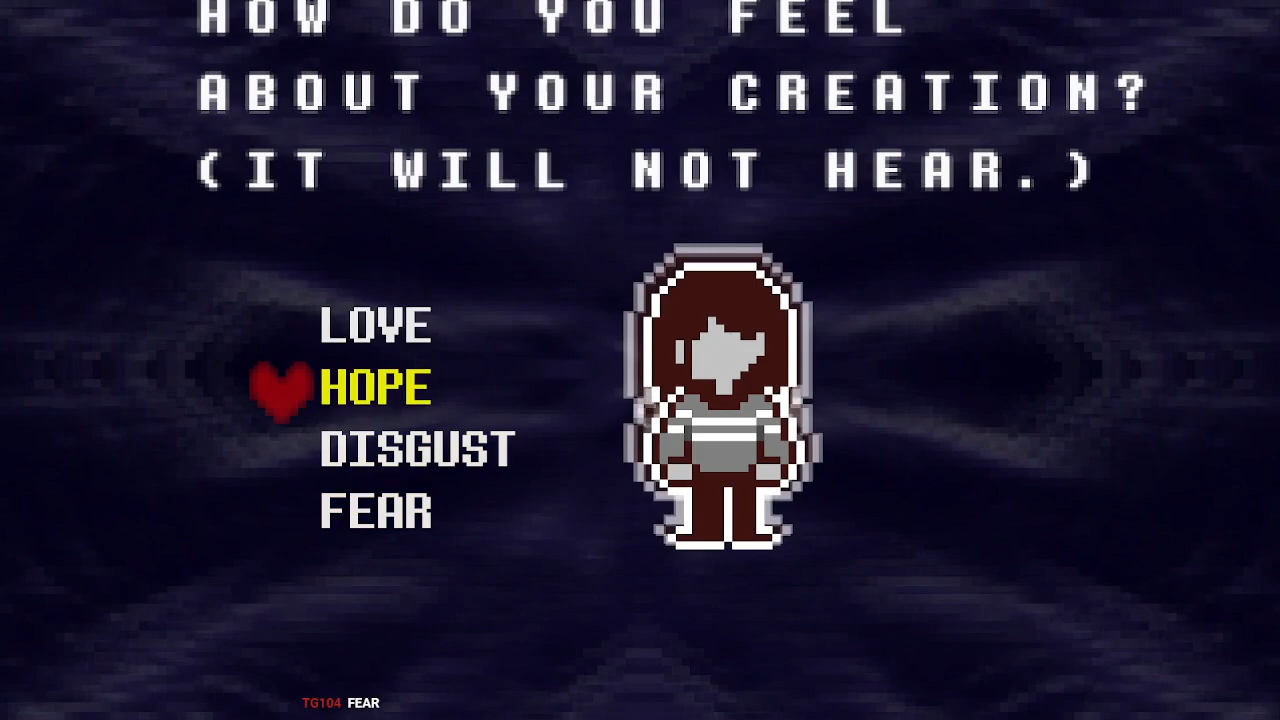 HOW DO YOU FEEL
ABOUT YOUR CREATION?
(IT WILL NOT HEAR.)
LOVE
HOPE
DISGUST
FEAR
TG104 FEAR